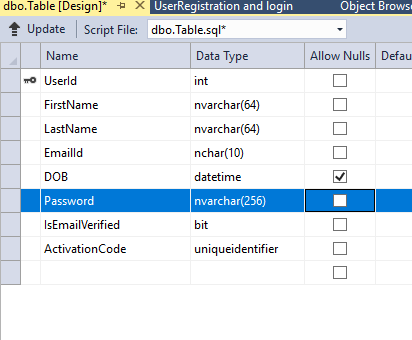 dbo.Table [Design]* UserRegistration and login Object Browse
Update Script File: dbo.Table.sql*
Name Data Type Allow Nulls Defau
UserId int
FirstName nvarchar(64)
LastName nvarchar(64)
EmailId nchar(10)
DOB datetime
Password nvarchar(256)
IsEmailVerified bit
ActivationCode uniqueidentifier